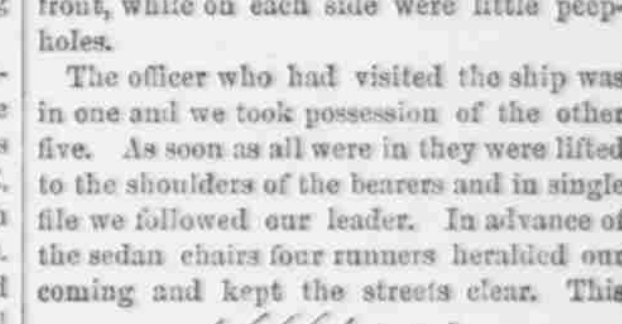 front, while on each side were little peep-
holes.
The officer who had visited the ship was
in one and we took possession of the other
five. As soon as all were in they were lifted
to the shoulders of the bearers and in single
file we followed our leader. In advance of
the sedan chairs four runners heralded our
coming and kept the streets clear. This